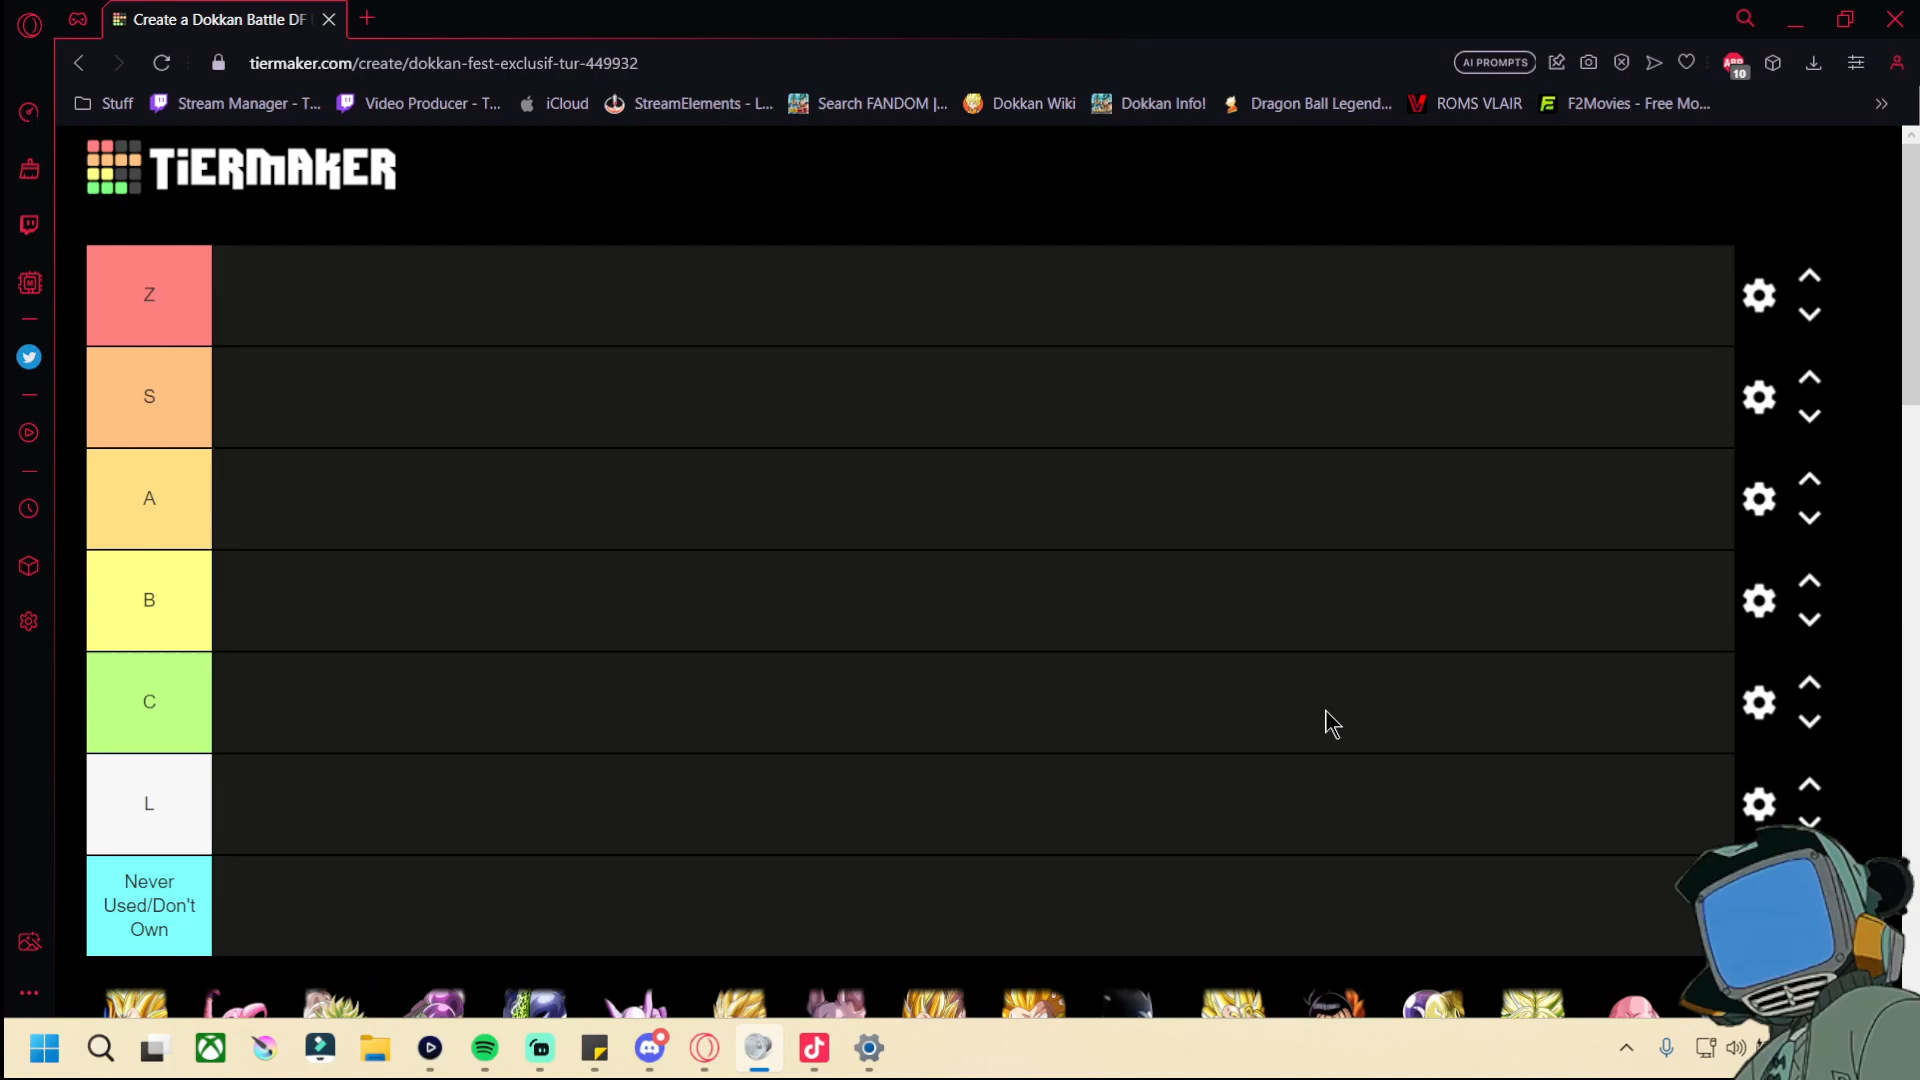 Create a Dokkan Battle DF
tiermaker.com/create/dokkan-fest-exclusif-tur-449932
AI PROMPTS
10
Stuff
Stream Manager - T...
Video Producer - T...
iCloud
StreamElements - L...
Search FANDOM |...
Dokkan Wiki
Dokkan Info!
Dragon Ball Legend...
ROMS VLAIR
F2Movies - Free Mo...
TiERMAKER
Z
S
A
B
C
L
Never
Used/Don't
Own